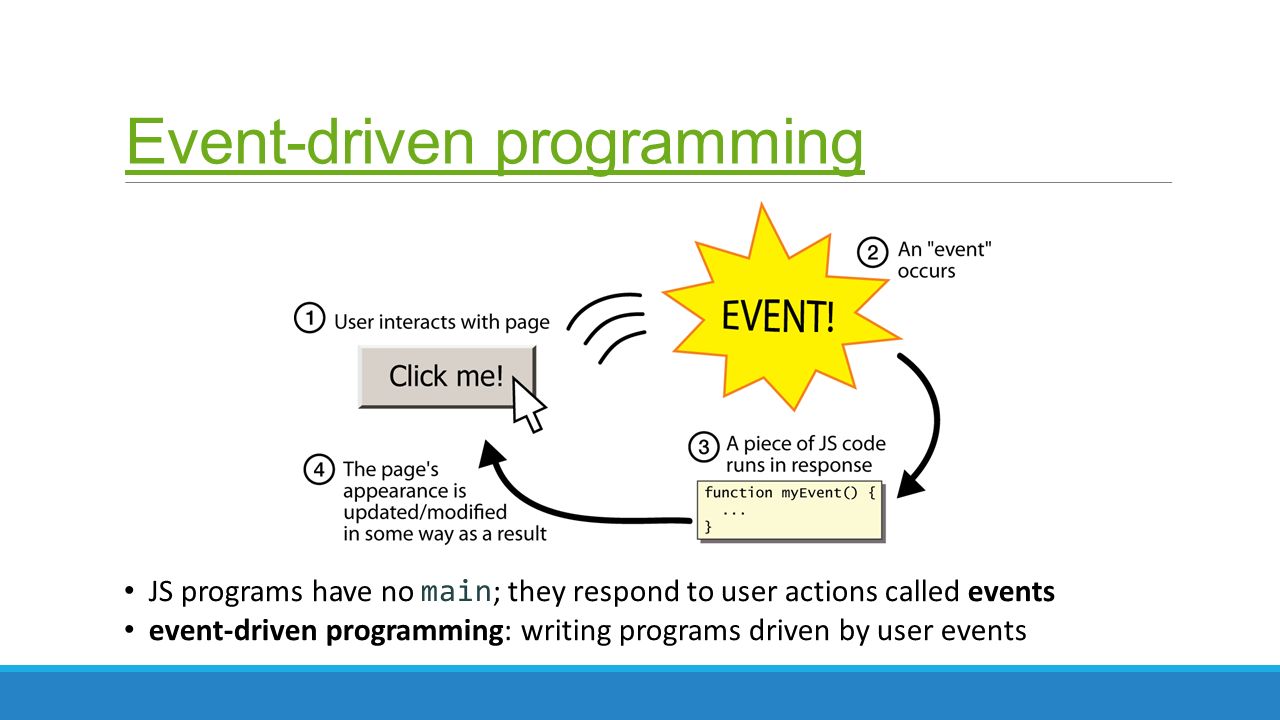 Event-driven programming
① User interacts with page
Click me!
EVENT!
② An "event"
occurs
③ A piece of JS code
runs in response
function myEvent() {
...
}
④ The page's
appearance is
updated/modified
in some way as a result
• JS programs have no main; they respond to user actions called events
• event-driven programming: writing programs driven by user events